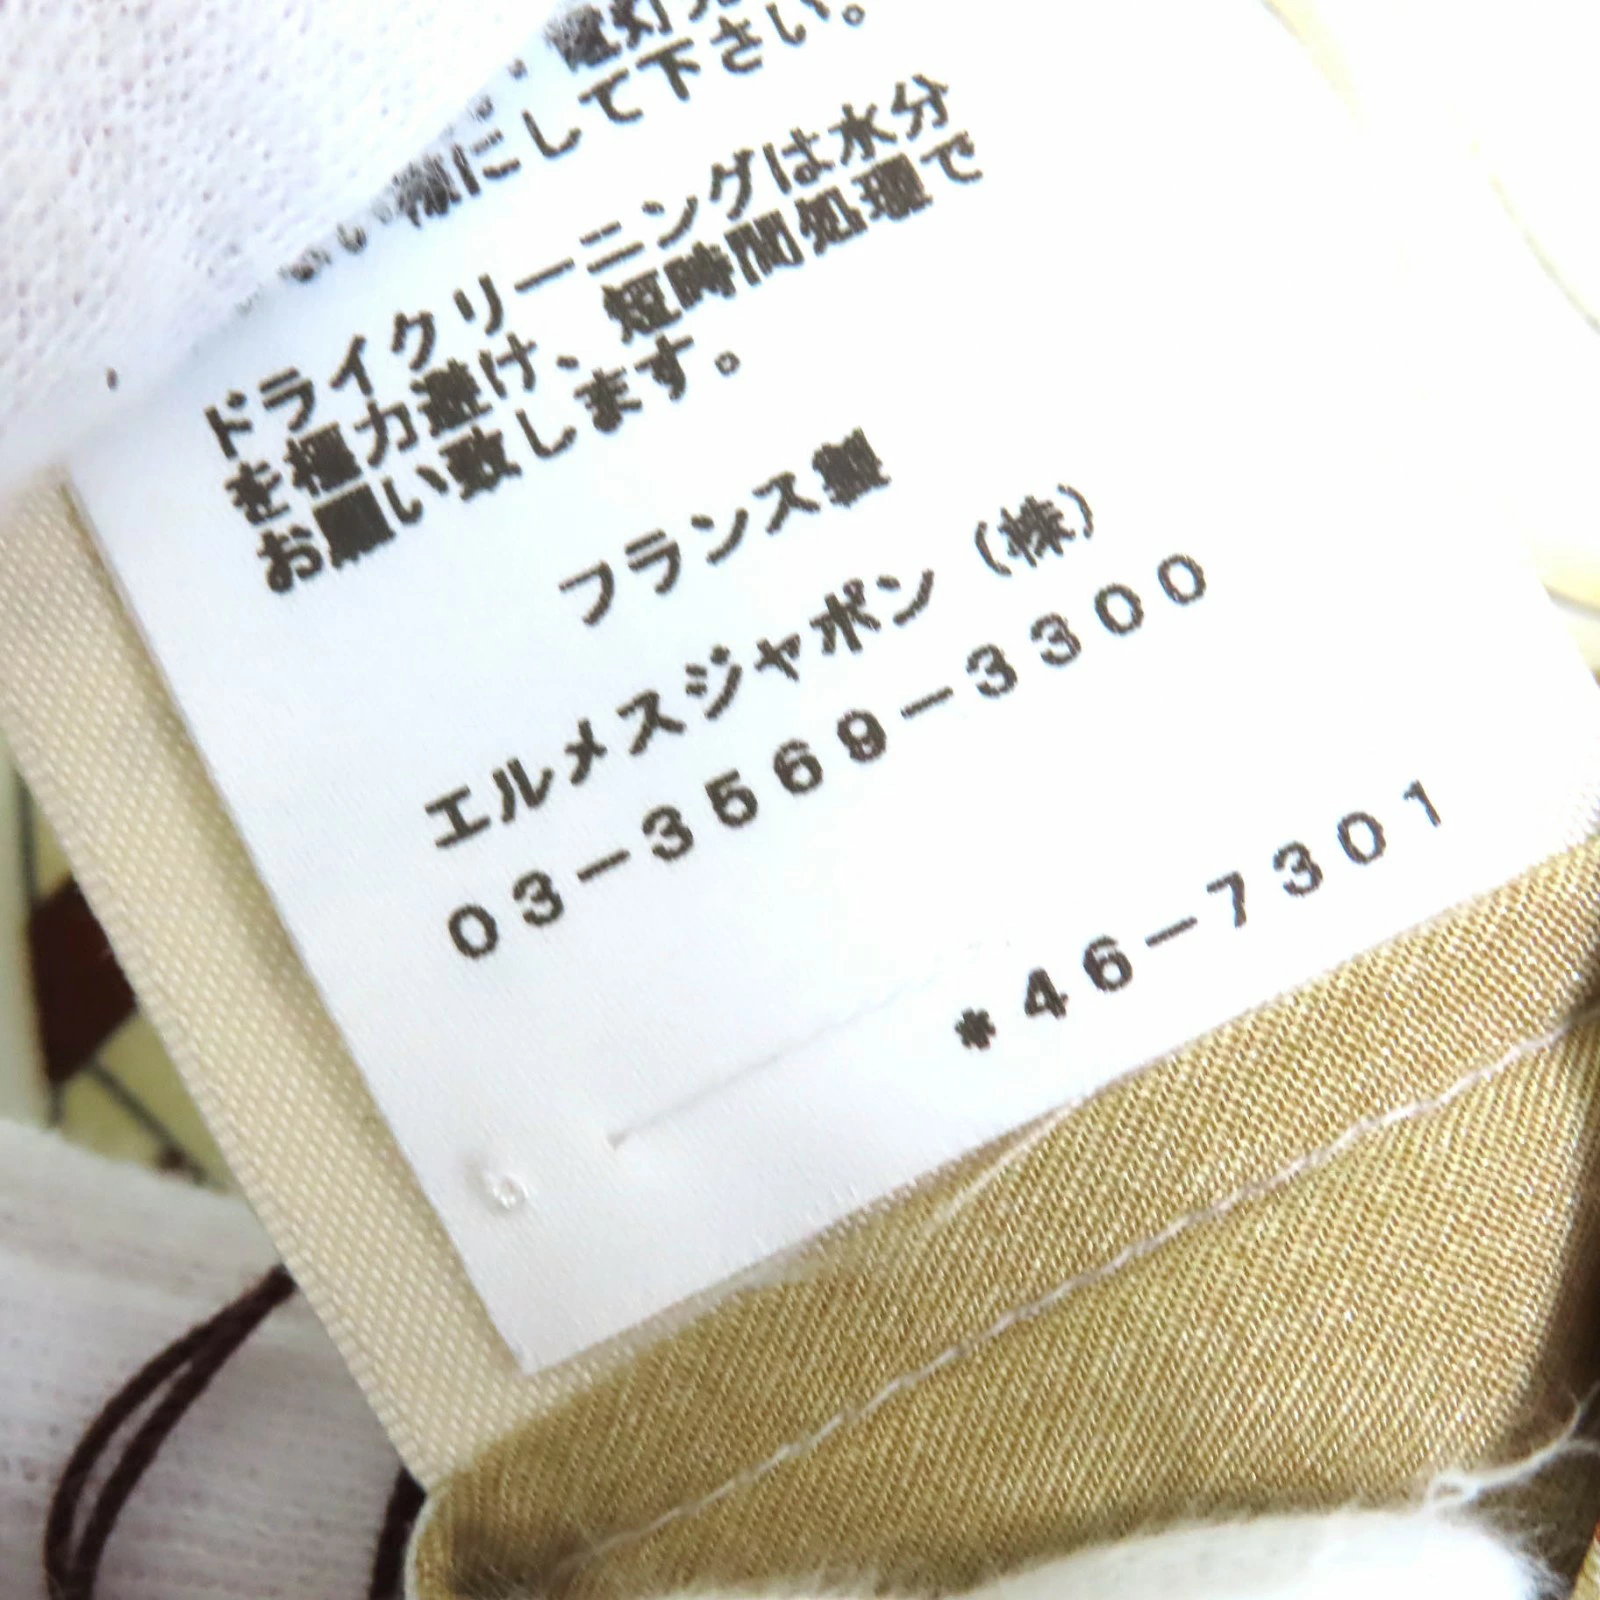 様にして下さい。
ドライクリーニングは水分
を極力避け、短時間処理で
お願い致します。
フランス製
エルメスジャポン（株）
０３－３５６９－３３００
＊４６－７３０１